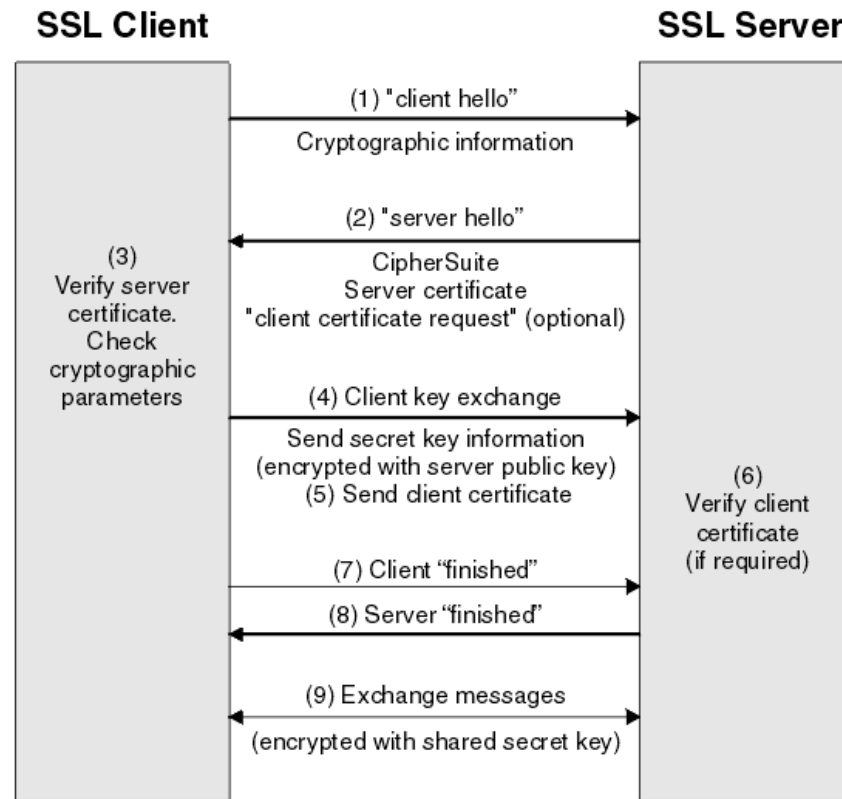 SSL Client
SSL Server
(1) "client hello”
Cryptographic information
(2) "server hello”
CipherSuite
Server certificate
"client certificate request" (optional)
(3)
Verify server
certificate.
Check
cryptographic
parameters
(4) Client key exchange
Send secret key information
(encrypted with server public key)
(5) Send client certificate
(6)
Verify client
certificate
(if required)
(7) Client “finished”
(8) Server “finished”
(9) Exchange messages
(encrypted with shared secret key)